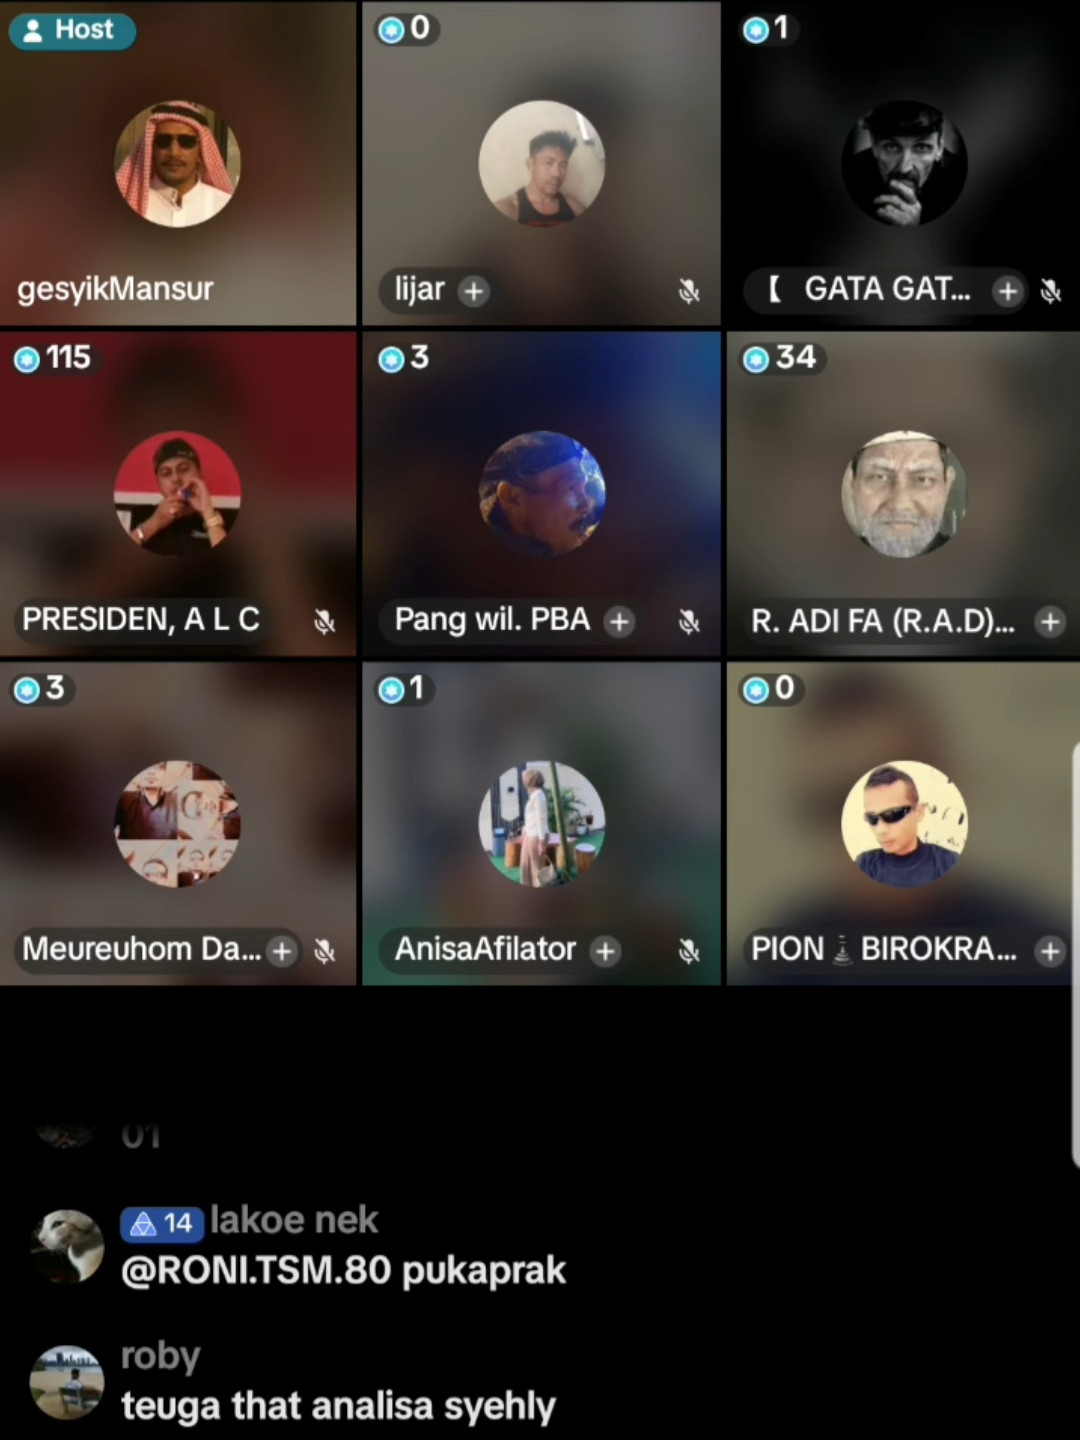 Host
0
1
gesyikMansur
lijar
【 GATA GAT...
115
3
34
PRESIDEN, A L C
Pang wil. PBA
R. ADI FA (R.A.D)...
3
1
0
Meureuhom Da...
AnisaAfilator
PION BIROKRA...
01
14 lakoe nek
@RONI.TSM.80 pukaprak
roby
teuga that analisa syehly